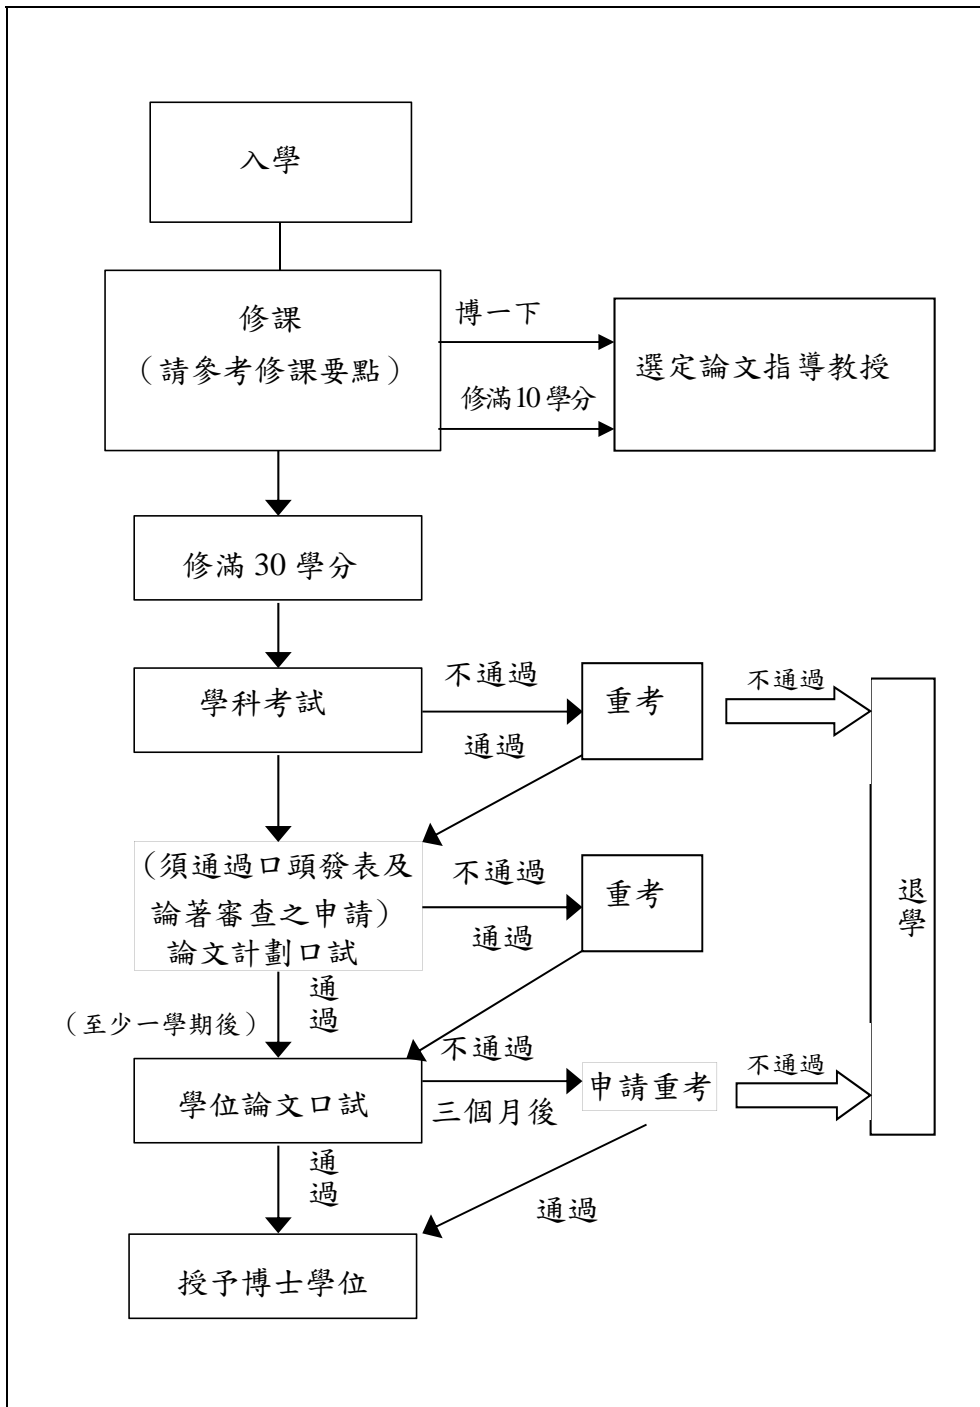 入學
修課
（請參考修課要點）
博一下
修滿10學分
選定論文指導教授
修滿 30 學分
學科考試
不通過
通過
重考
不通過
（須通過口頭發表及
論著審查之申請）
論文計劃口試
不通過
通過
重考
退學
通過
（至少一學期後）
學位論文口試
不通過
三個月後
申請重考
不通過
通過
通過
授予博士學位